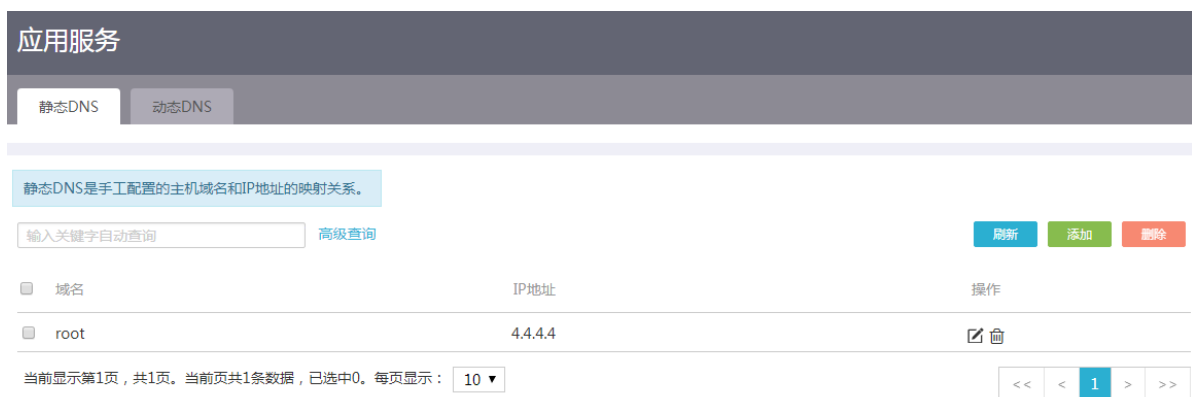 应用服务
静态DNS 动态DNS
静态DNS是手工配置的主机域名和IP地址的映射关系。
输入关键字自动查询 高级查询 刷新 添加 删除
域名 IP地址 操作
root 4.4.4.4
当前显示第1页，共1页。当前页共1条数据，已选中0。每页显示： 10 ▼ << < 1 > >>